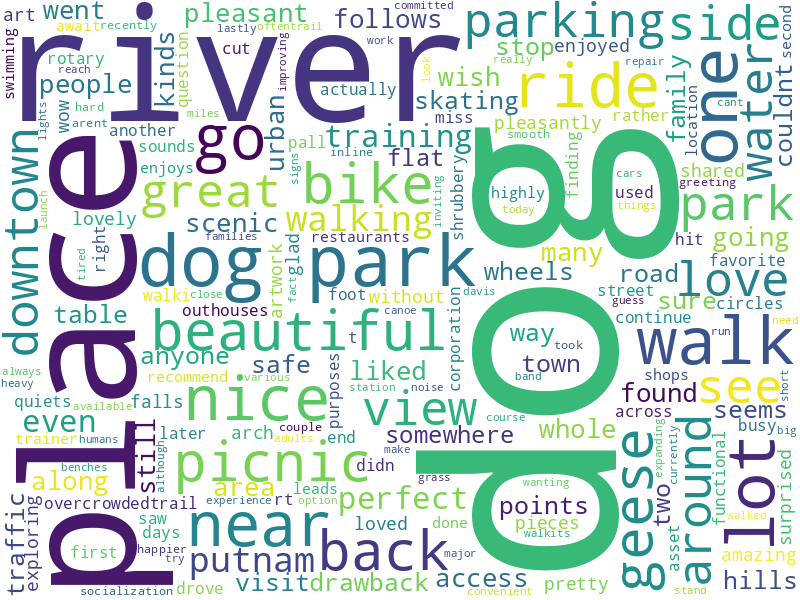 river
place
dog
dog park
beautiful
nice
near
picnic
great
bike
ride
walk
lot
one
water
side
parking
park
love
see
around
geese
back
view
go
downtown
putnam
perfect
walking
training
skating
scenic
follows
pleasant
went
people
kinds
urban
art
await
recently
swimming
rotary
reach
hard
arent
wow
another
sounds
enjoys
lovely
lights
launch
tired
right
table
anyone
even
still
quiets
falls
always
heavy
available
trainer
humans
along
benches
overcrowdedtrail
traffic
exploring
saw
days
first
happier
try
although
socialization
drove
visit
drawback
access
pretty
experience
option
leads
rt
loved
done
major
convenient
couple
adults
area
arch
later
end
didn
make
grass
course
somewhere
purposes
liked
safe
recommend
various
station
noise
band
took
without
foot
walki
close
outhouses
families
restaurants
artwork
fact
glad
t
canoe
davis
corporation
shrubbery
inviting
flat
pall
inline
signs
miss
actually
question
cut
lastly
work
oftentrail
committed
improving
miles
look
stop
enjoyed
wish
really
repair
cant
second
couldnt
family
location
rather
pleasantly
smooth
finding
shared
greeting
cars
used
things
highly
today
hit
going
favorite
many
wheels
road
sure
street
circles
guess
continue
run
need
short
way
town
found
shops
seems
across
busy
big
whole
points
pieces
wanting
walkits
two
asset
expanding
currently
functional
surprised
walked
amazing
hills
stand